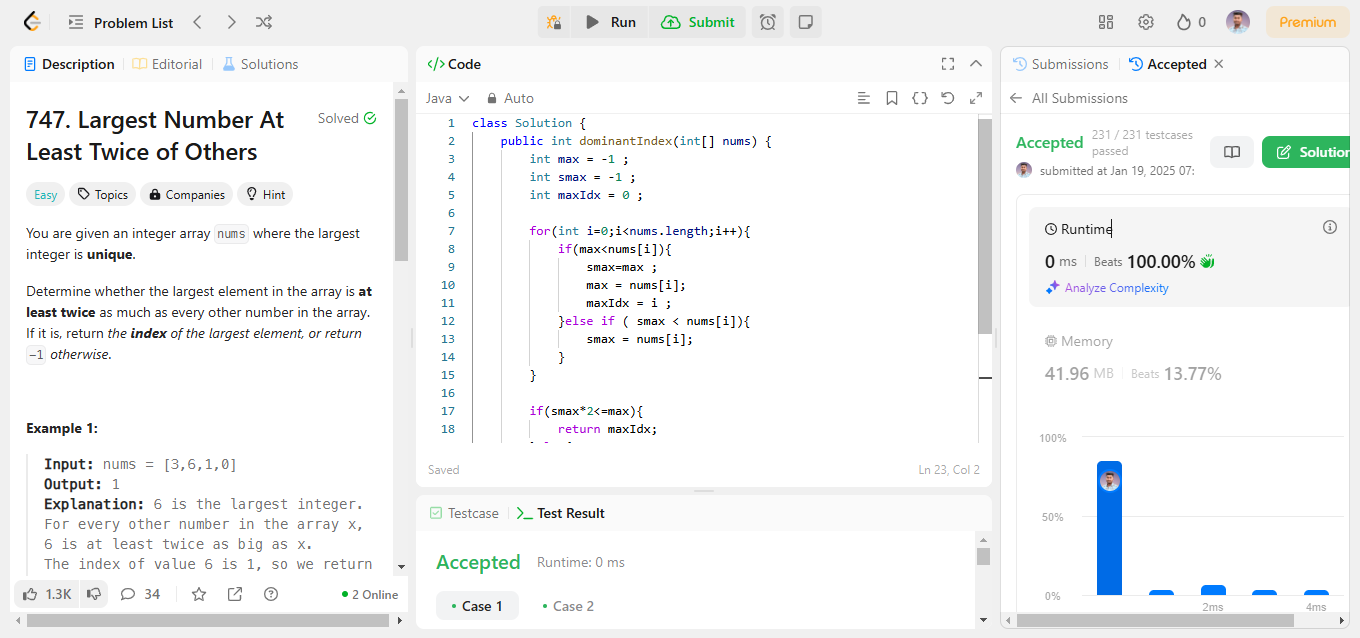 Problem List
Run
Submit
0
Premium
Description
Editorial
Solutions
747. Largest Number At
Least Twice of Others
Solved
Easy
Topics
Companies
Hint
You are given an integer array nums where the largest
integer is unique.
Determine whether the largest element in the array is at
least twice as much as every other number in the array.
If it is, return the index of the largest element, or return
-1 otherwise.
Example 1:
Input: nums = [3,6,1,0]
Output: 1
Explanation: 6 is the largest integer.
For every other number in the array x,
6 is at least twice as big as x.
The index of value 6 is 1, so we return
1.3K
34
2 Online
</> Code
Java
Auto
1 class Solution {
2 public int dominantIndex(int[] nums) {
3 int max = -1 ;
4 int smax = -1 ;
5 int maxIdx = 0 ;
6
7 for(int i=0;i<nums.length;i++){
8 if(max<nums[i]){
9 smax=max ;
10 max = nums[i];
11 maxIdx = i ;
12 }else if ( smax < nums[i]){
13 smax = nums[i];
14 }
15 }
16
17 if(smax*2<=max){
18 return maxIdx;
Saved
Ln 23, Col 2
Testcase
Test Result
Accepted
Runtime: 0 ms
Case 1
Case 2
Submissions
Accepted
All Submissions
Accepted
231 / 231 testcases
passed
submitted at Jan 19, 2025 07:
Solution
Runtime
0 ms
Beats 100.00%
Analyze Complexity
Memory
41.96 MB
Beats 13.77%
100%
50%
0%
2ms
4ms